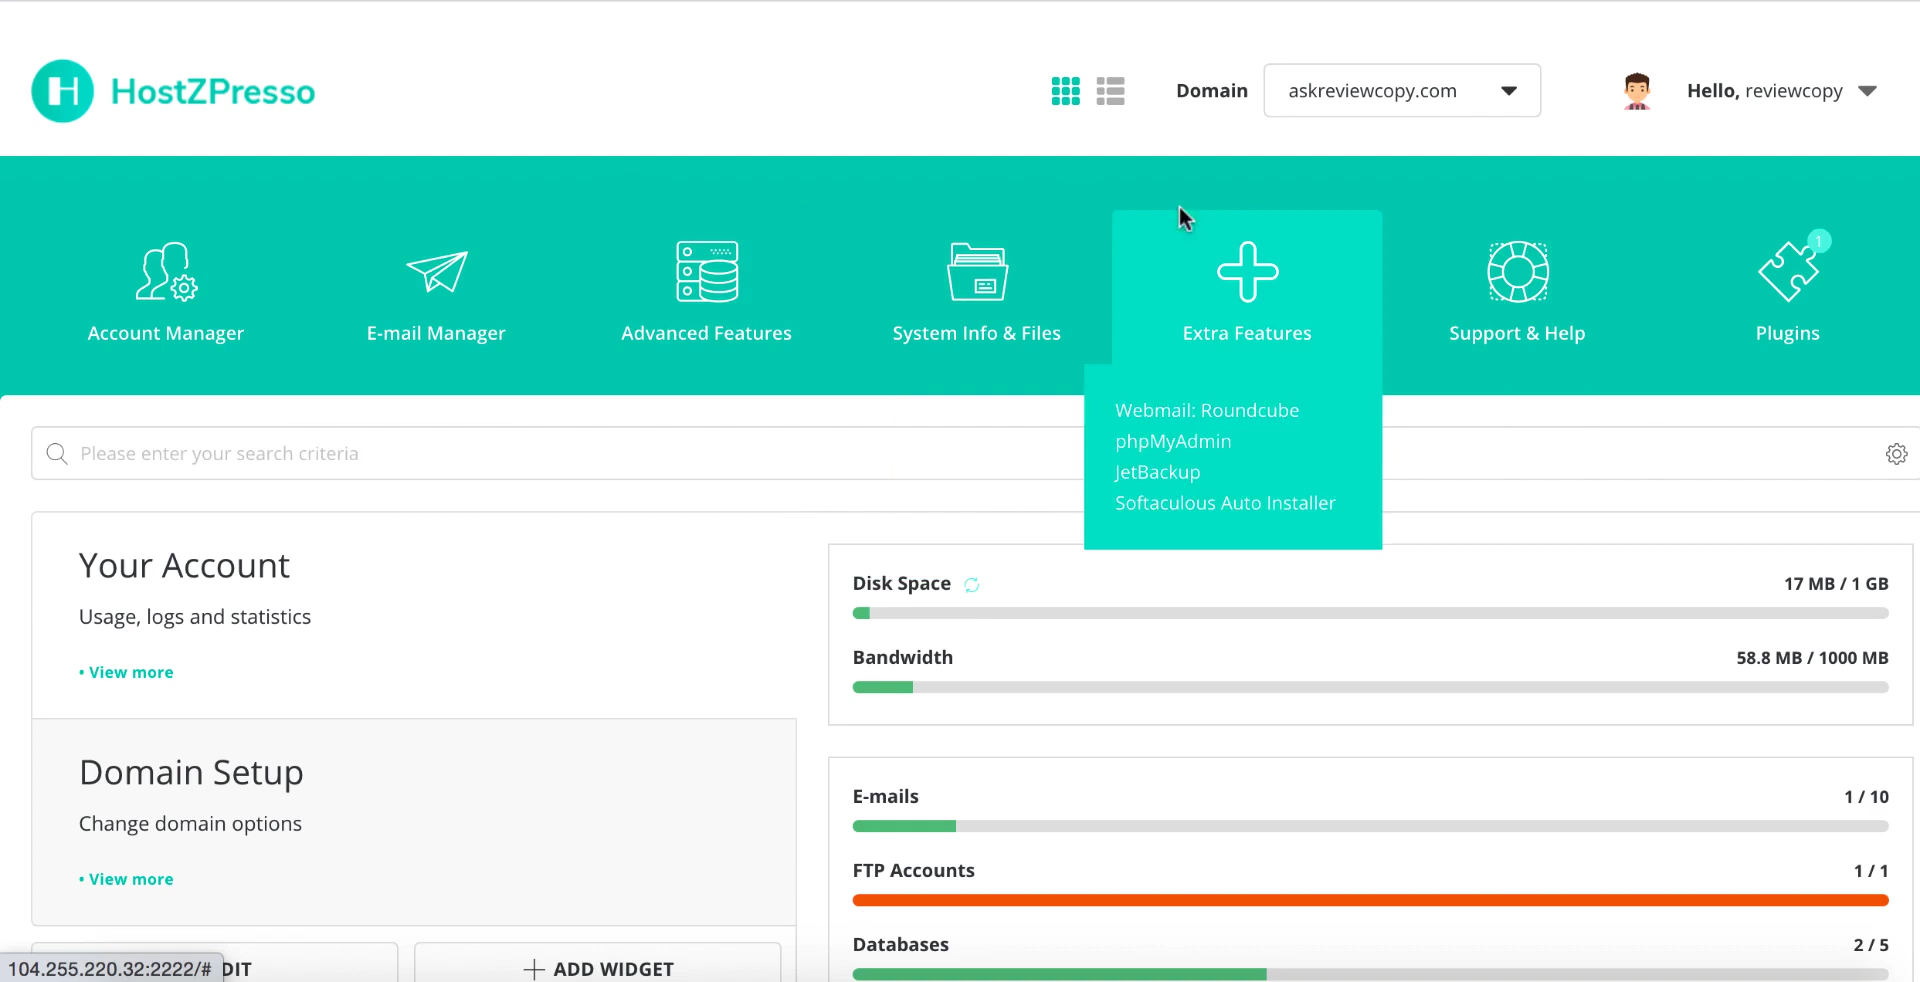 HostZPresso
Domain
askreviewcopy.com
Hello, reviewcopy
Account Manager
E-mail Manager
Advanced Features
System Info & Files
Extra Features
Support & Help
1
Plugins
Webmail: Roundcube
phpMyAdmin
JetBackup
Softaculous Auto Installer
Please enter your search criteria
Your Account
Usage, logs and statistics
• View more
Domain Setup
Change domain options
• View more
Disk Space 17 MB / 1 GB
Bandwidth 58.8 MB / 1000 MB
E-mails 1 / 10
FTP Accounts 1 / 1
Databases 2 / 5
104.255.220.32:2222/#
DIT
ADD WIDGET